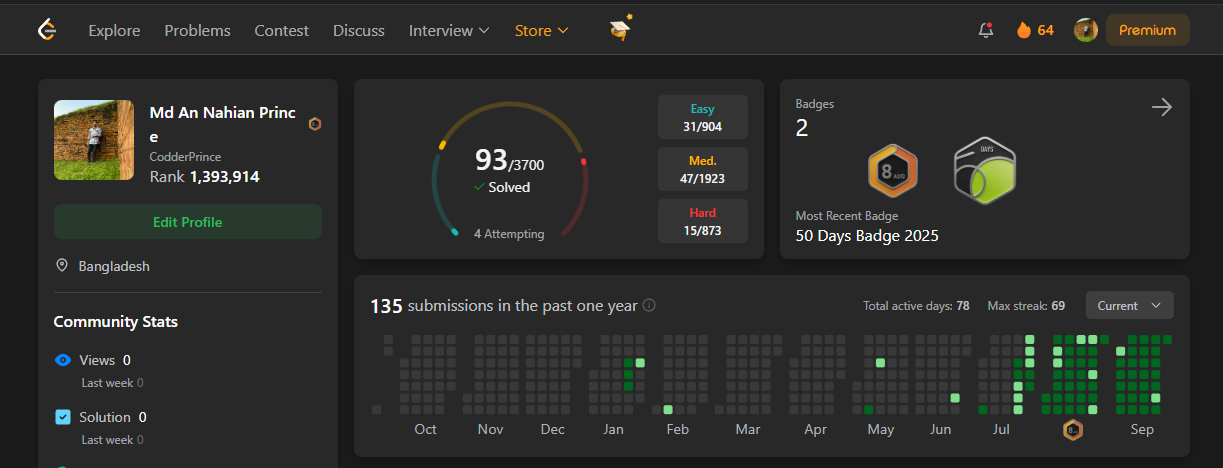 Explore Problems Contest Discuss Interview Store 64 Premium
Md An Nahian Princ
e
CodderPrince
Rank 1,393,914
Edit Profile
Bangladesh
Community Stats
Views 0
Last week 0
Solution 0
Last week 0
93/3700
Solved
4 Attempting
Easy
31/904
Med.
47/1923
Hard
15/873
Badges
2
8 AUG
DAYS
Most Recent Badge
50 Days Badge 2025
135 submissions in the past one year Total active days: 78 Max streak: 69 Current
Oct Nov Dec Jan Feb Mar Apr May Jun Jul Sep